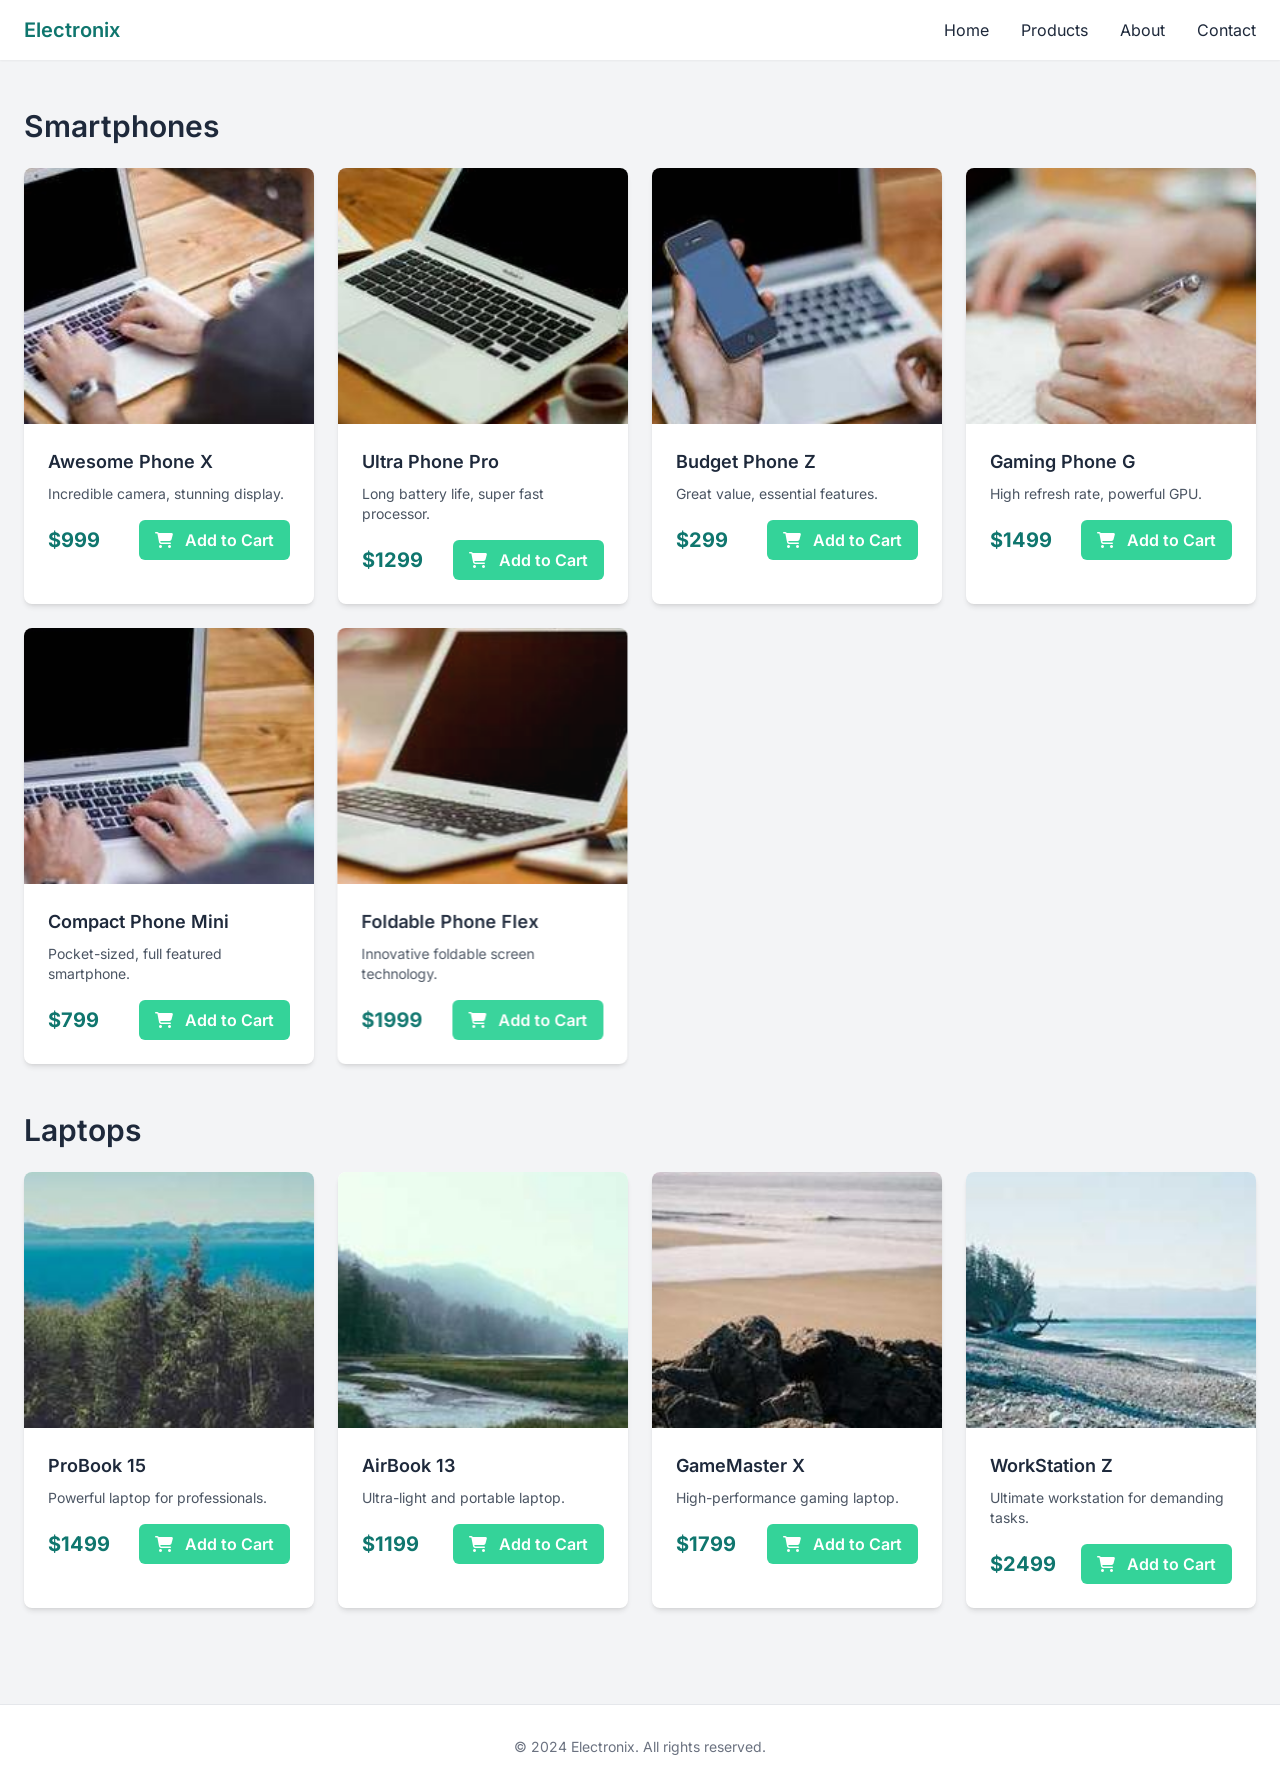 Electronix
Home
Products
About
Contact
Smartphones
Awesome Phone X
Incredible camera, stunning display.
$999
Add to Cart
Ultra Phone Pro
Long battery life, super fast
processor.
$1299
Add to Cart
Budget Phone Z
Great value, essential features.
$299
Add to Cart
Gaming Phone G
High refresh rate, powerful GPU.
$1499
Add to Cart
Compact Phone Mini
Pocket-sized, full featured
smartphone.
$799
Add to Cart
Foldable Phone Flex
Innovative foldable screen
technology.
$1999
Add to Cart
Laptops
ProBook 15
Powerful laptop for professionals.
$1499
Add to Cart
AirBook 13
Ultra-light and portable laptop.
$1199
Add to Cart
GameMaster X
High-performance gaming laptop.
$1799
Add to Cart
WorkStation Z
Ultimate workstation for demanding
tasks.
$2499
Add to Cart
© 2024 Electronix. All rights reserved.